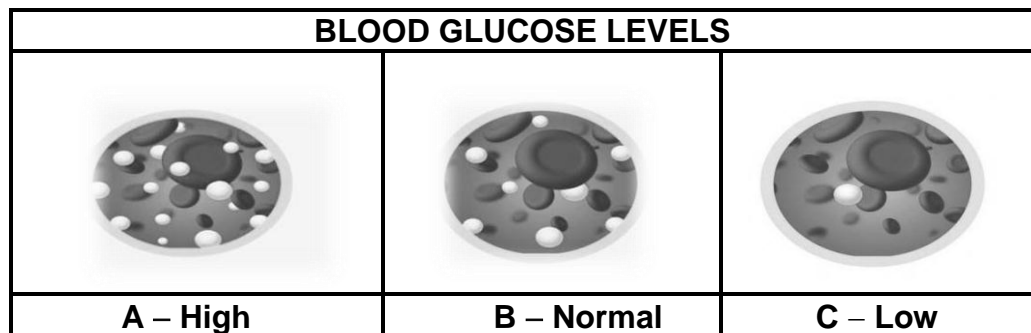 BLOOD GLUCOSE LEVELS
A – High
B – Normal
C – Low